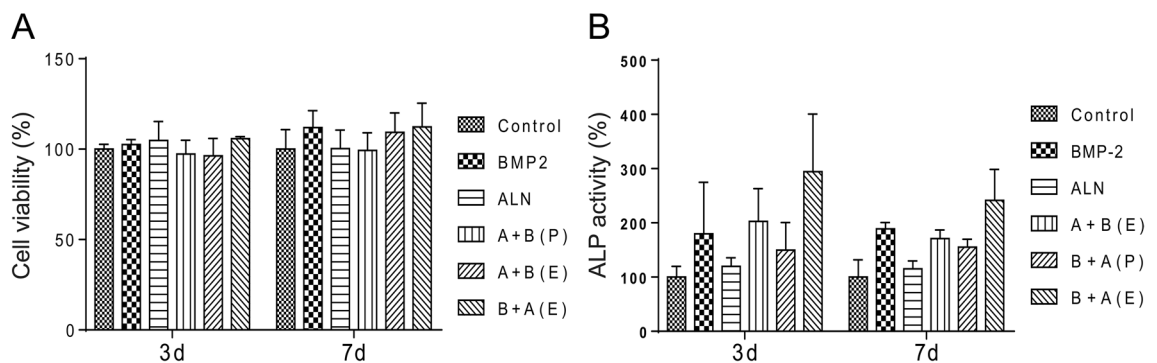 A
Cell viability (%)
150
100
50
0
3d
7d
Control
BMP2
ALN
A+B(P)
A+B(E)
B+A(E)
B
ALP activity (%)
500
400
300
200
100
0
3d
7d
Control
BMP-2
ALN
A+B(E)
B+A(P)
B+A(E)